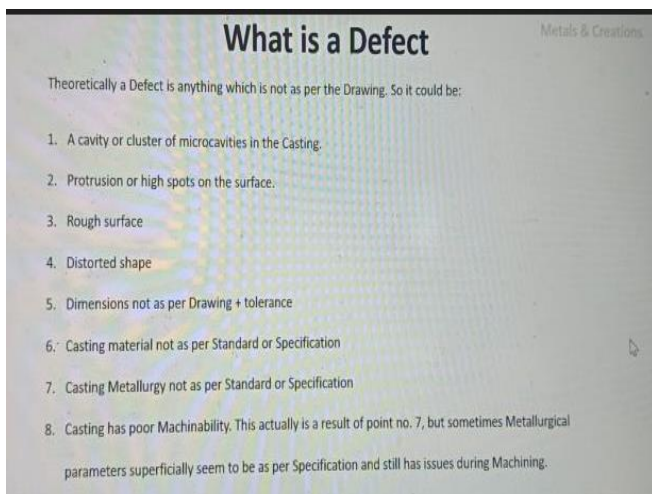 What is a Defect
Metals & Creations
Theoretically a Defect is anything which is not as per the Drawing. So it could be:
1. A cavity or cluster of microcavities in the Casting.
2. Protrusion or high spots on the surface.
3. Rough surface
4. Distorted shape
5. Dimensions not as per Drawing + tolerance
6. Casting material not as per Standard or Specification
7. Casting Metallurgy not as per Standard or Specification
8. Casting has poor Machinability. This actually is a result of point no. 7, but sometimes Metallurgical
parameters superficially seem to be as per Specification and still has issues during Machining.